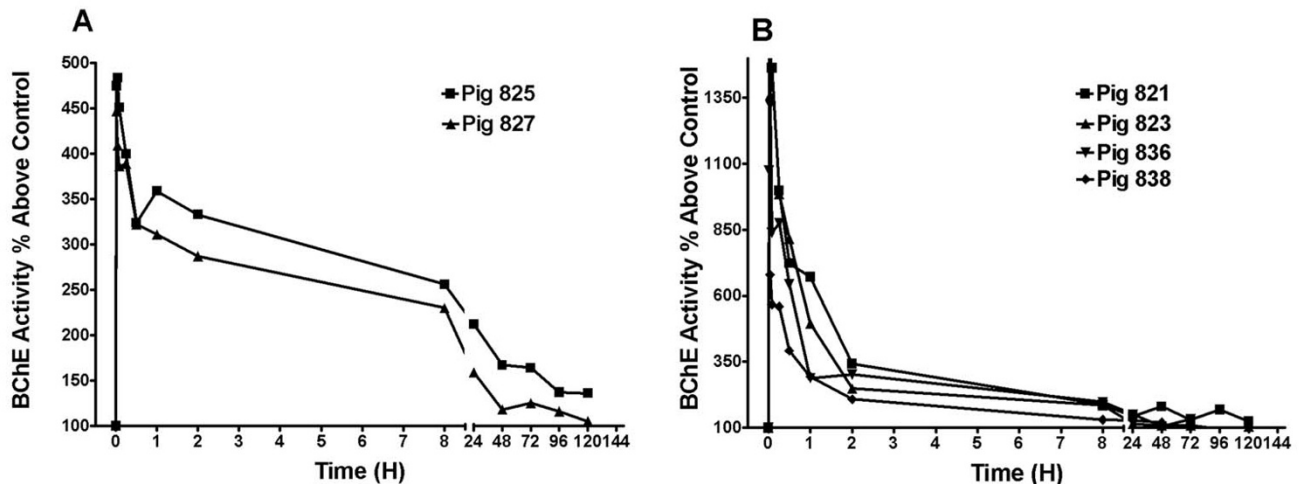 A
BChE Activity % Above Control
500
450
400
350
300
250
200
150
100
Pig 825
Pig 827
0 1 2 3 4 5 6 7 8 24 48 72 96 120 144
Time (H)
B
BChE Activity % Above Control
1350
1100
850
600
350
100
Pig 821
Pig 823
Pig 836
Pig 838
0 1 2 3 4 5 6 7 8 24 48 72 96 120 144
Time (H)